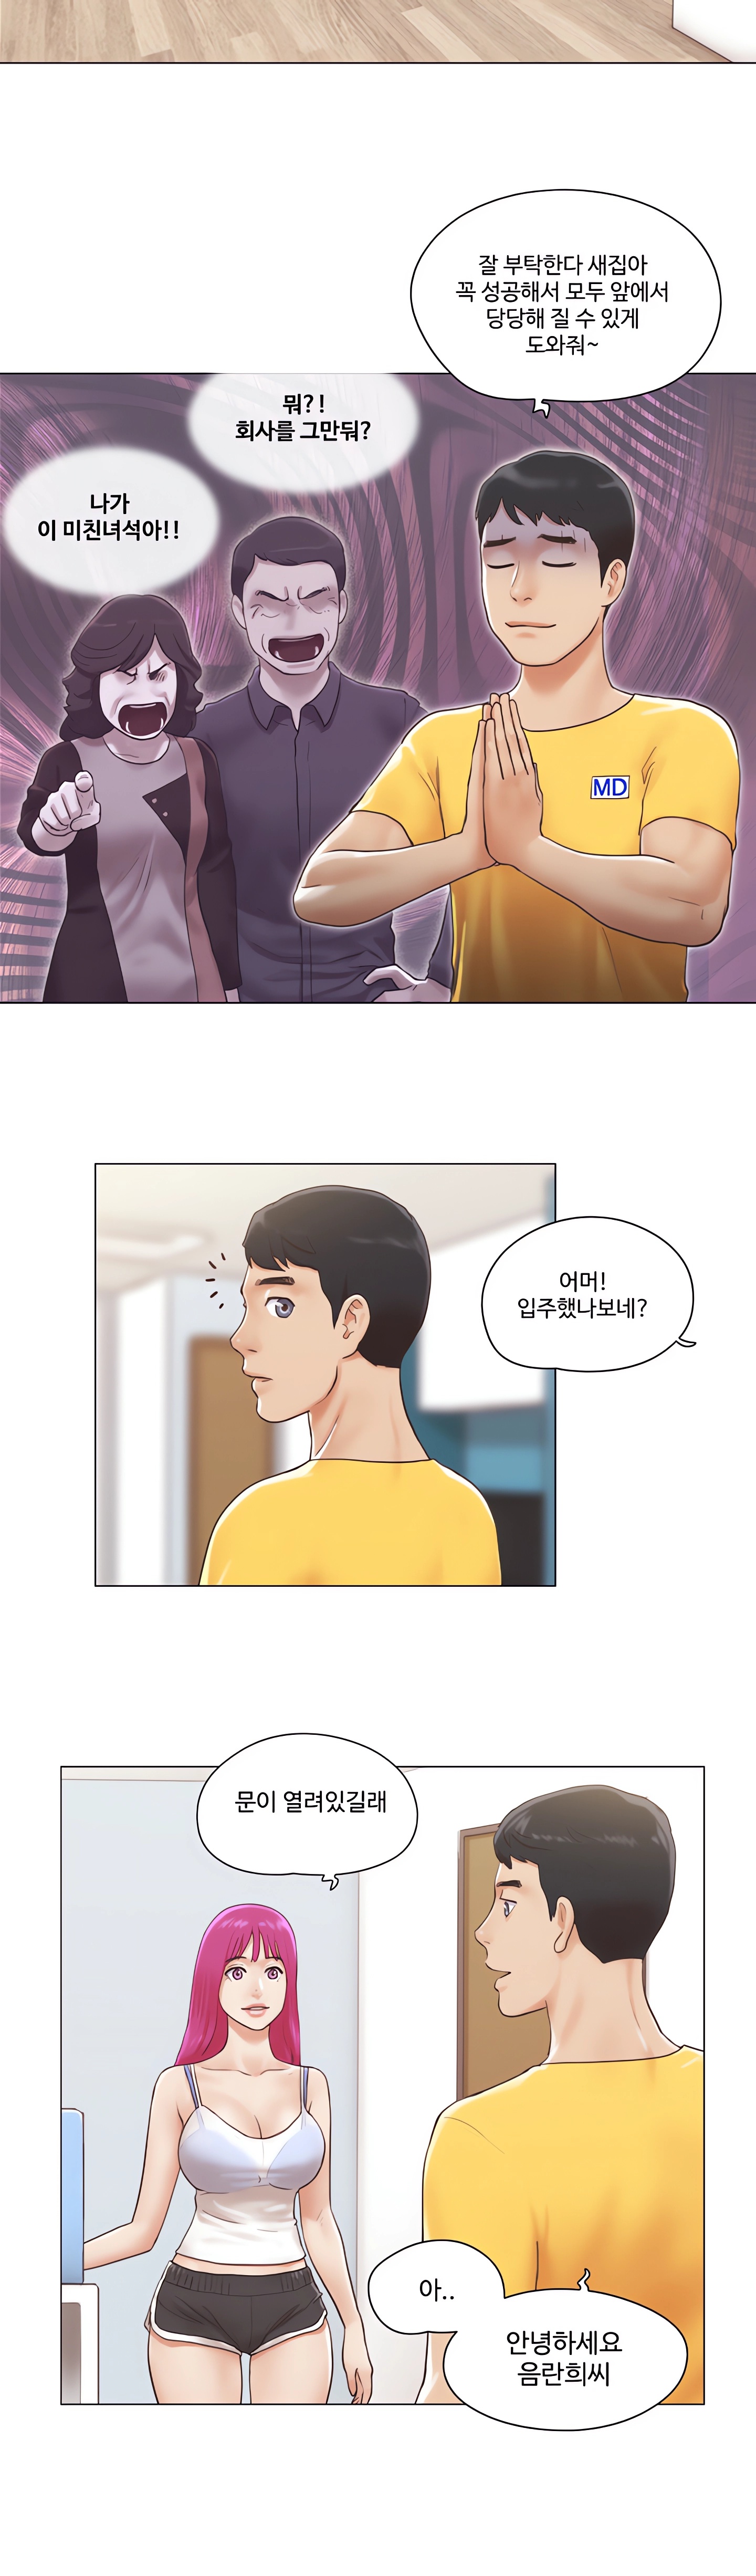 잘 부탁한다 새집아
꼭 성공해서 모두 앞에서
당당해 질 수 있게
도와줘~
뭐?!
회사를 그만둬?
나가
이 미친녀석아!!
MD
어머!
입주했나보네?
문이 열려있길래
아..
안녕하세요
음란희씨